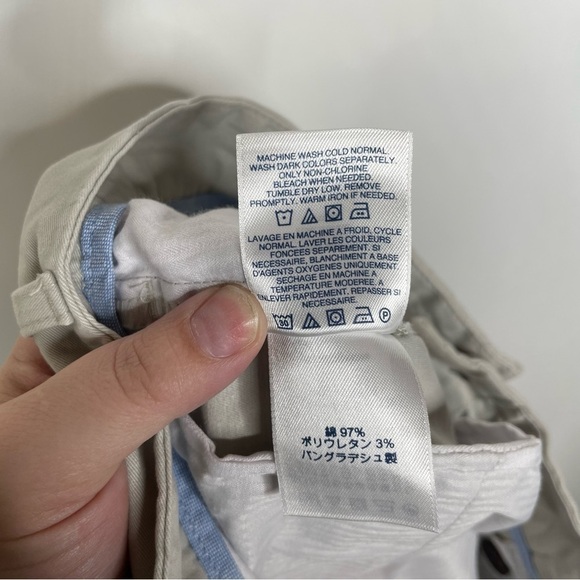 MACHINE WASH COLD NORMAL
WASH DARK COLORS SEPARATELY.
ONLY NON-CHLORINE
BLEACH WHEN NEEDED.
TUMBLE DRY LOW. REMOVE
PROMPTLY. WARM IRON IF NEEDED.
LAVAGE EN MACHINE A FROID, CYCLE
NORMAL. LAVER LES COULEURS
FONCEES SEPAREMENT. SI
NECESSAIRE, BLANCHIMENT A BASE
D'AGENTS OXYGENES UNIQUEMENT.
SECHAGE EN MACHINE A
TEMPERATURE MODEREE. A
ENLEVER RAPIDEMENT. REPASSER SI
NECESSAIRE.
30 P
綿 97%
ポリウレタン 3%
バングラデシュ製